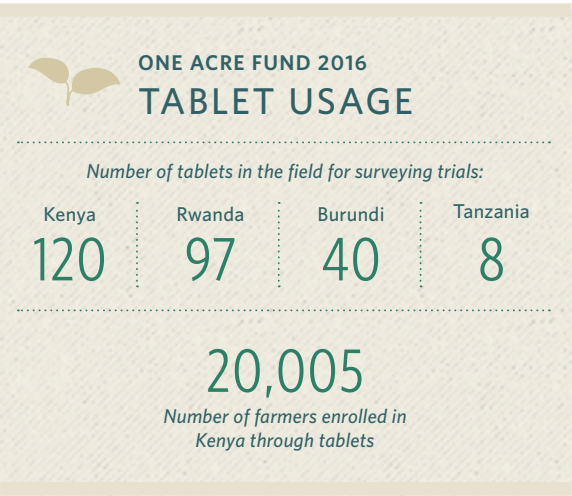 ONE ACRE FUND 2016
TABLET USAGE
Number of tablets in the field for surveying trials:
Kenya
120
Rwanda
97
Burundi
40
Tanzania
8
20,005
Number of farmers enrolled in
Kenya through tablets